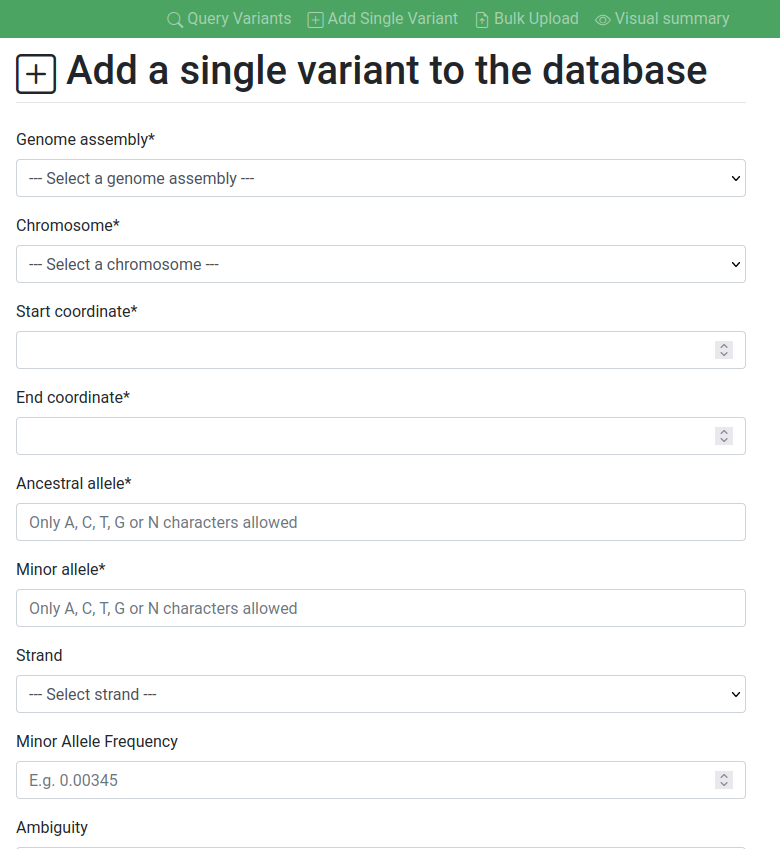 Query Variants Add Single Variant Bulk Upload Visual summary
Add a single variant to the database
Genome assembly*
--- Select a genome assembly ---
Chromosome*
--- Select a chromosome ---
Start coordinate*
End coordinate*
Ancestral allele*
Only A, C, T, G or N characters allowed
Minor allele*
Only A, C, T, G or N characters allowed
Strand
--- Select strand ---
Minor Allele Frequency
E.g. 0.00345
Ambiguity